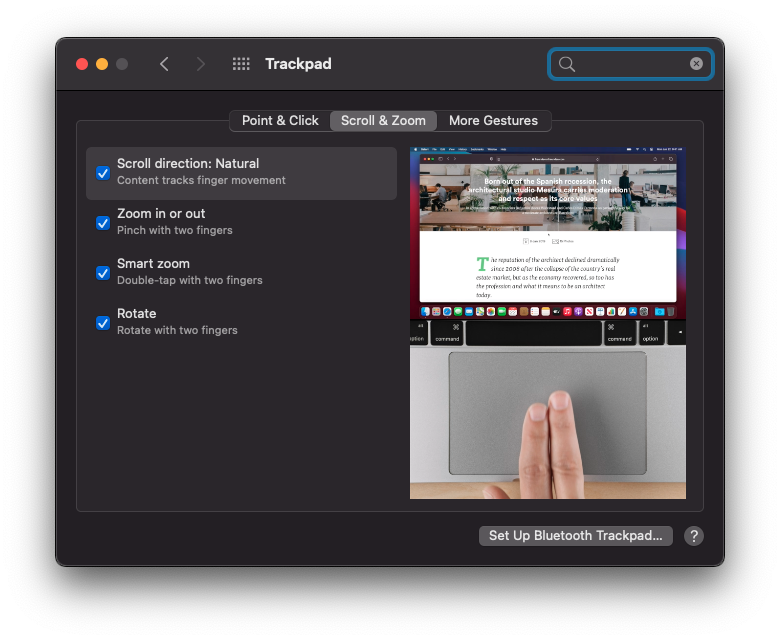 Trackpad
Point & Click
Scroll & Zoom
More Gestures
Scroll direction: Natural
Content tracks finger movement
Zoom in or out
Pinch with two fingers
Smart zoom
Double-tap with two fingers
Rotate
Rotate with two fingers
Born out of the Spanish recession, the
architectural studio Mesura carries moderation
and respect as its core values
The reputation of the architect declined dramatically
since 2008 after the collapse of the country's real
estate market, but as the economy recovered, so too has
the profession and what it means to be an architect
today.
⌘
command
⌘
command
alt
option
Set Up Bluetooth Trackpad...
?